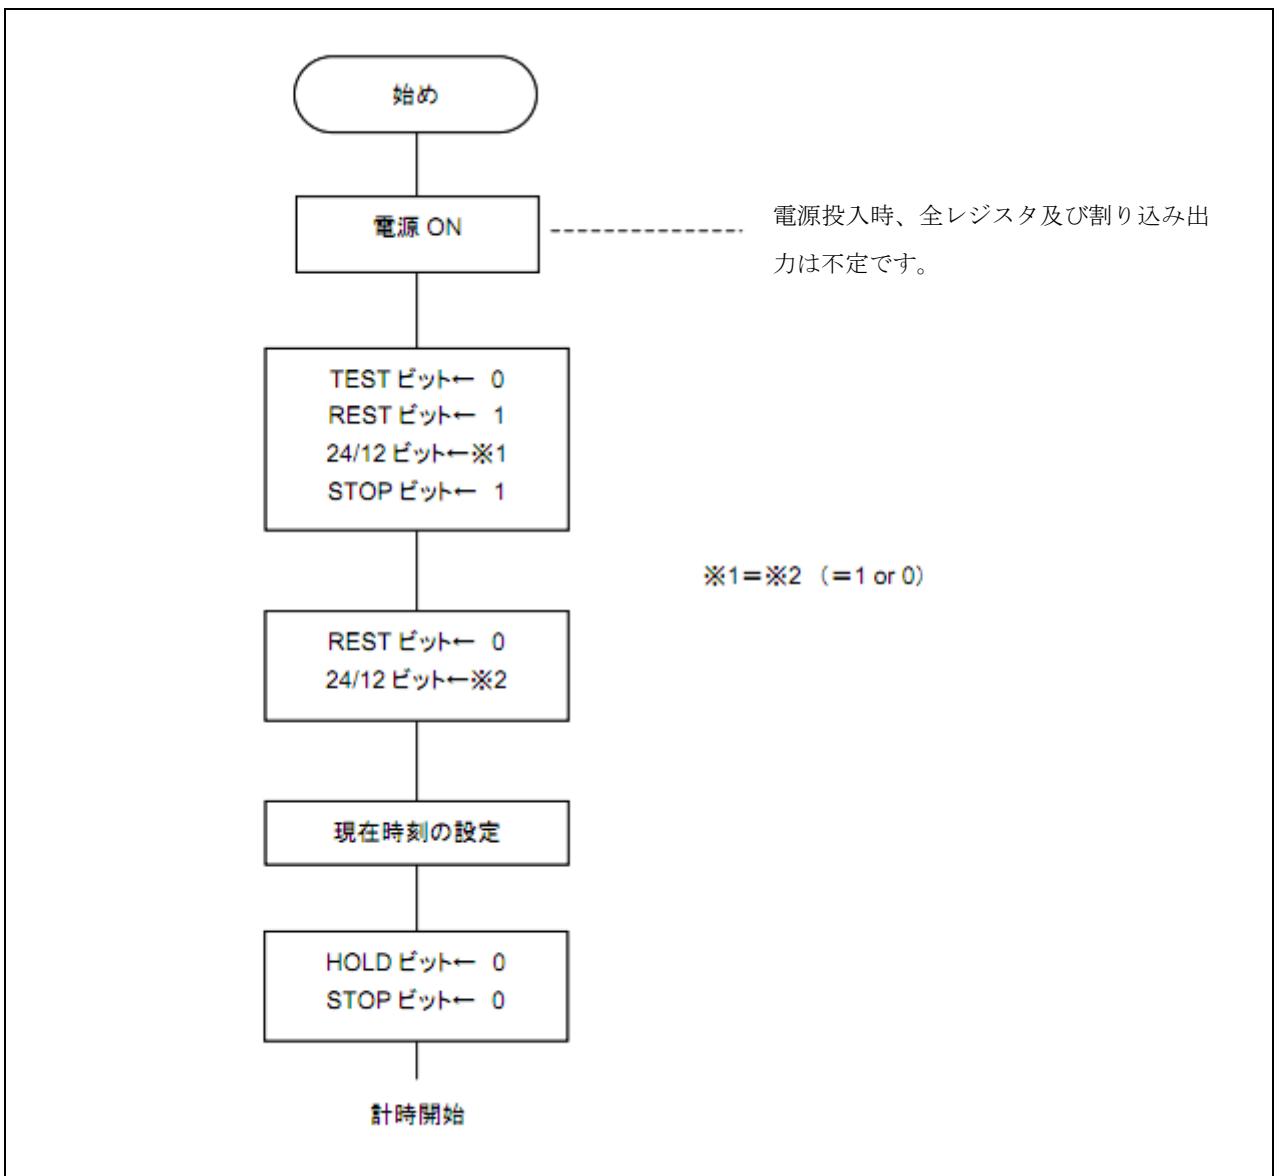 始め
電源 ON
電源投入時、全レジスタ及び割り込み出
力は不定です。
TEST ビット← 0
REST ビット← 1
24/12 ビット←※1
STOP ビット← 1
※1=※2 (=1 or 0)
REST ビット← 0
24/12 ビット←※2
現在時刻の設定
HOLD ビット← 0
STOP ビット← 0
計時開始